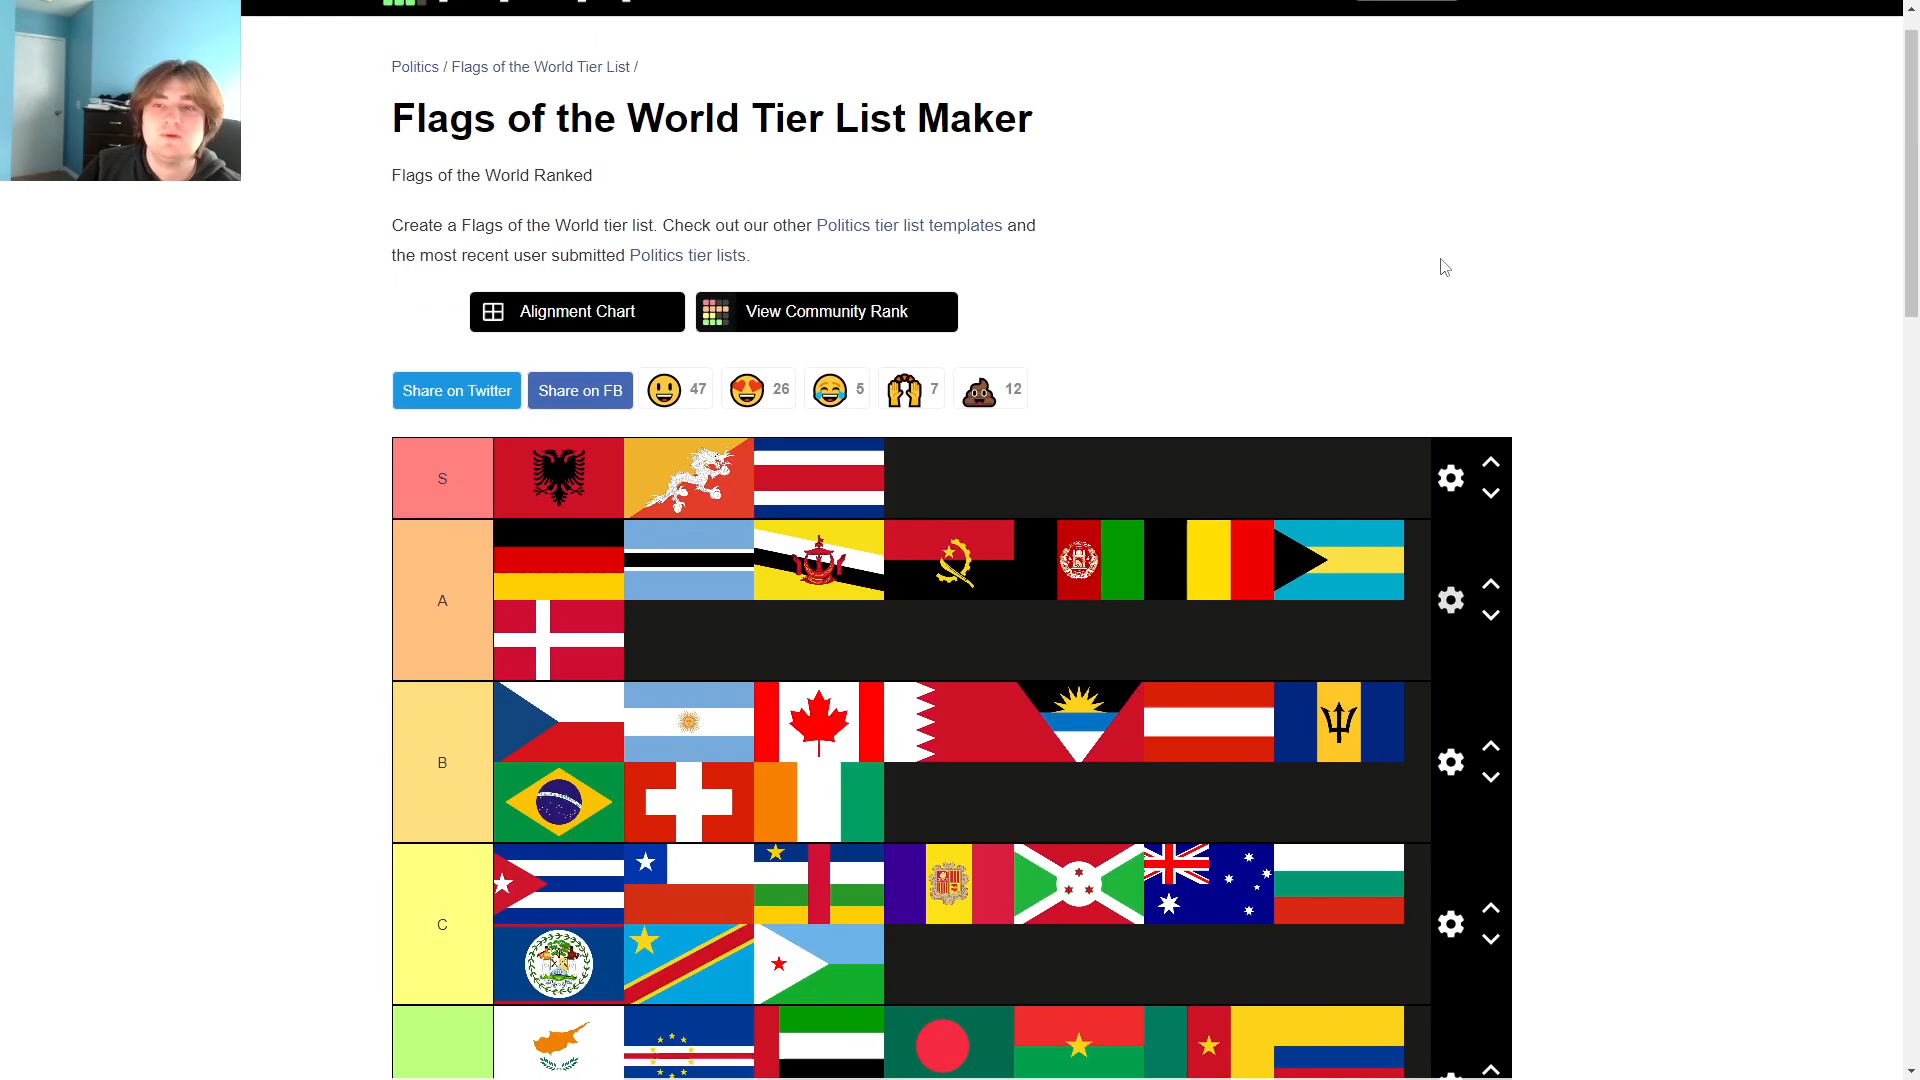 Politics / Flags of the World Tier List /
Flags of the World Tier List Maker
Flags of the World Ranked
Create a Flags of the World tier list. Check out our other Politics tier list templates and
the most recent user submitted Politics tier lists.
Alignment Chart
View Community Rank
Share on Twitter
Share on FB
47
26
5
7
12
S
A
B
C